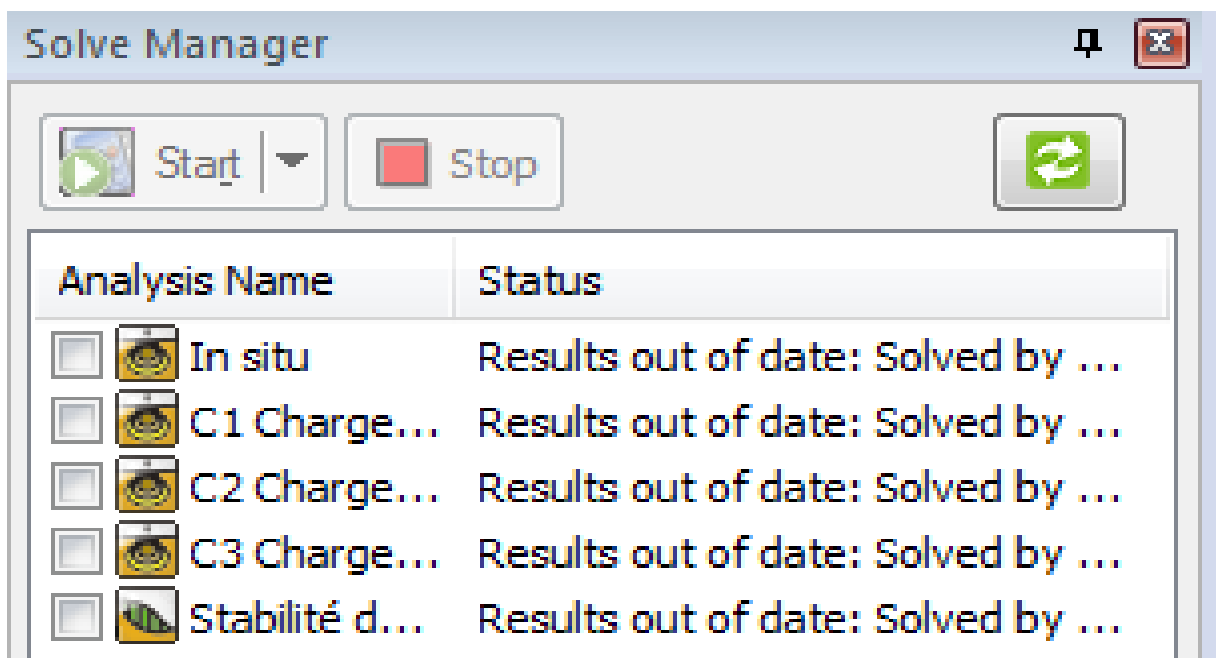 Solve Manager
Start Stop
Analysis Name Status
In situ Results out of date: Solved by ...
C1 Charge... Results out of date: Solved by ...
C2 Charge... Results out of date: Solved by ...
C3 Charge... Results out of date: Solved by ...
Stabilité d... Results out of date: Solved by ...